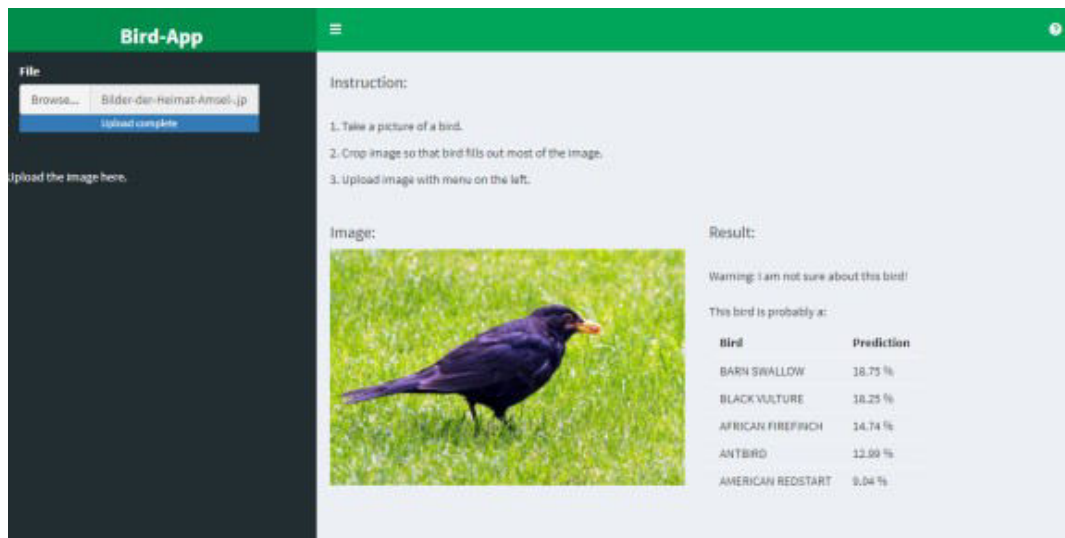 Bird-App
File
Browse... Bilder-der-Heimat-Amsel-.jp
Upload complete
Upload the image here.
Instruction:
1. Take a picture of a bird.
2. Crop image so that bird fills out most of the image.
3. Upload image with menu on the left.
Image:
Result:
Warning: I am not sure about this bird!
This bird is probably a:
Bird Prediction
BARN SWALLOW 18.75 %
BLACK VULTURE 18.25 %
AFRICAN FIREFINCH 14.74 %
ANTBIRD 12.99 %
AMERICAN REDSTART 9.04 %